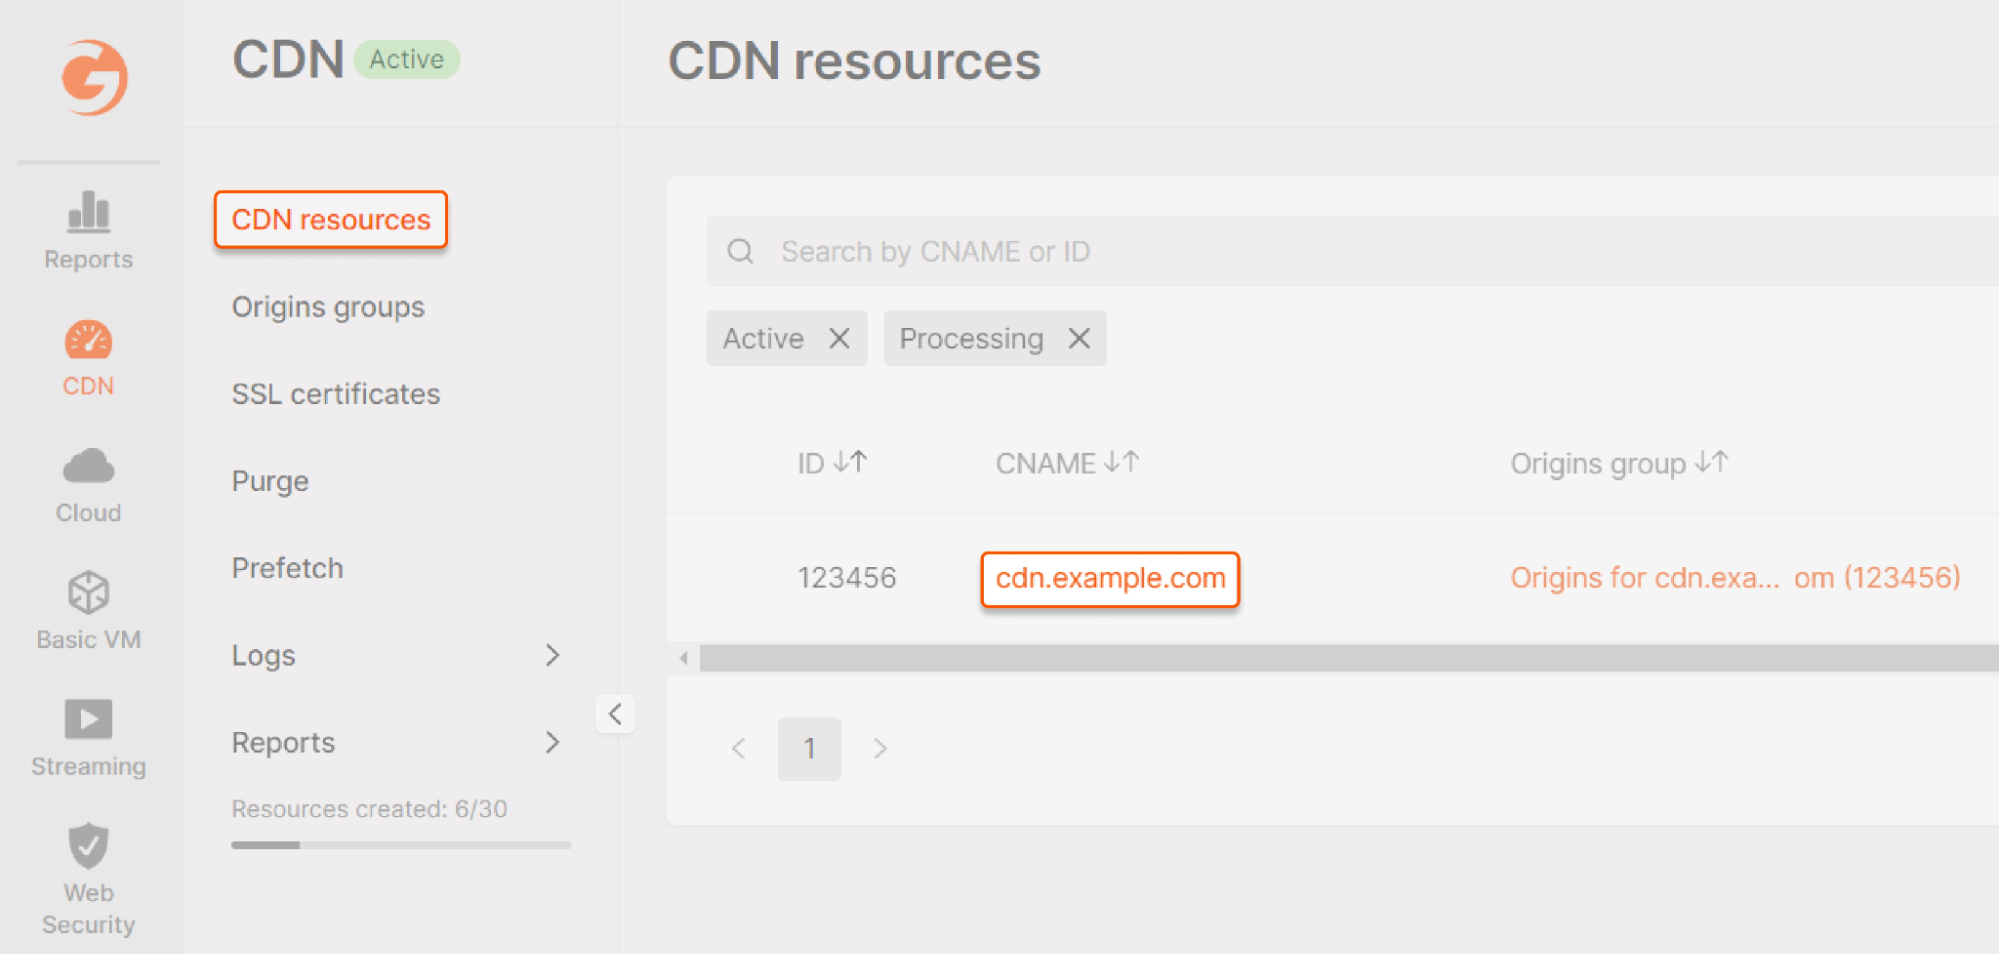 Reports
CDN
Cloud
Basic VM
Streaming
Web
Security
CDN Active
CDN resources
Origins groups
SSL certificates
Purge
Prefetch
Logs
Reports
Resources created: 6/30
CDN resources
Search by CNAME or ID
Active Processing
ID CNAME Origins group
123456 cdn.example.com Origins for cdn.exa... om (123456)
1